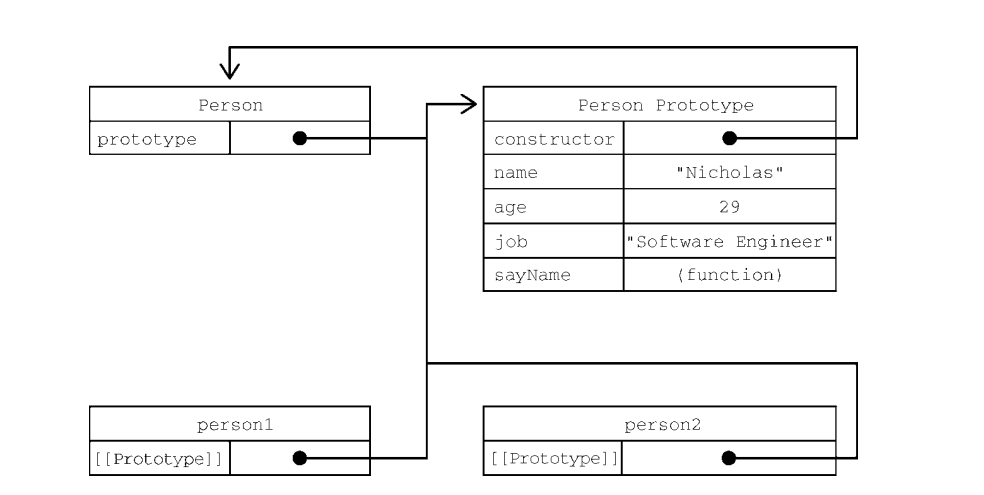 Person
prototype
Person Prototype
constructor
name "Nicholas"
age 29
job "Software Engineer"
sayName (function)
person1
[[Prototype]]
person2
[[Prototype]]